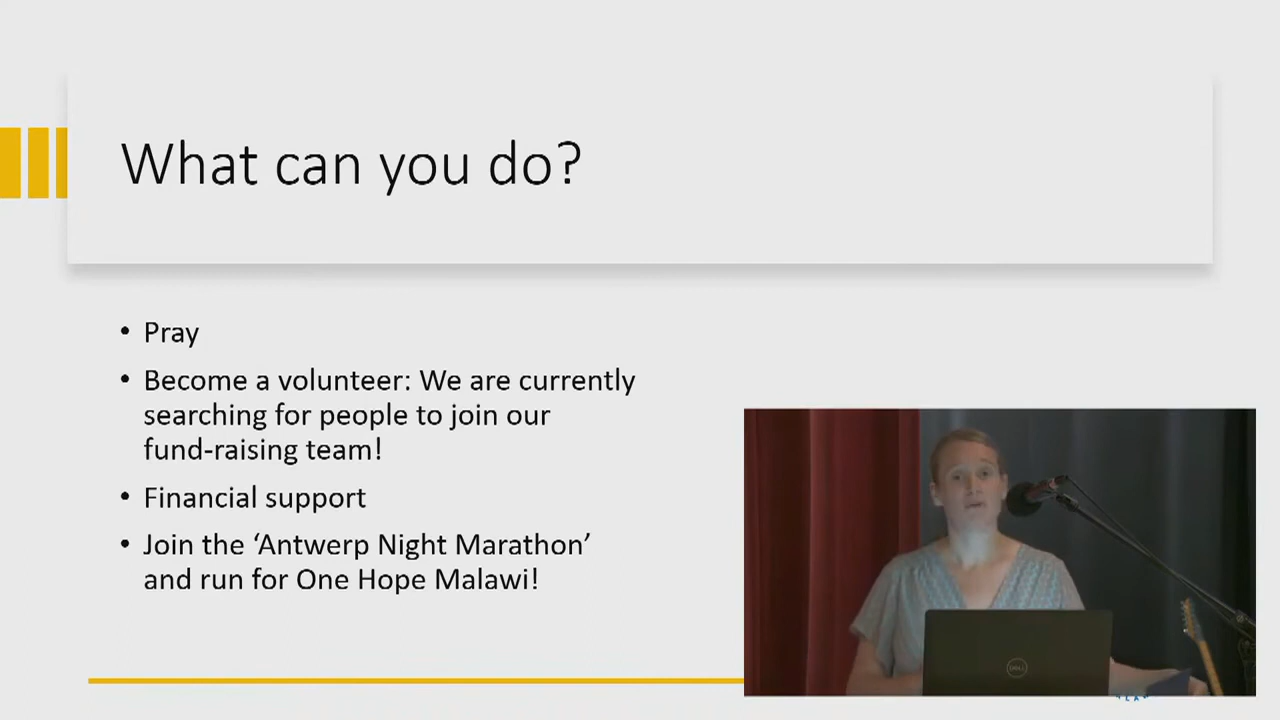 What can you do?
• Pray
• Become a volunteer: We are currently
searching for people to join our
fund-raising team!
• Financial support
• Join the ‘Antwerp Night Marathon’
and run for One Hope Malawi!
DELL